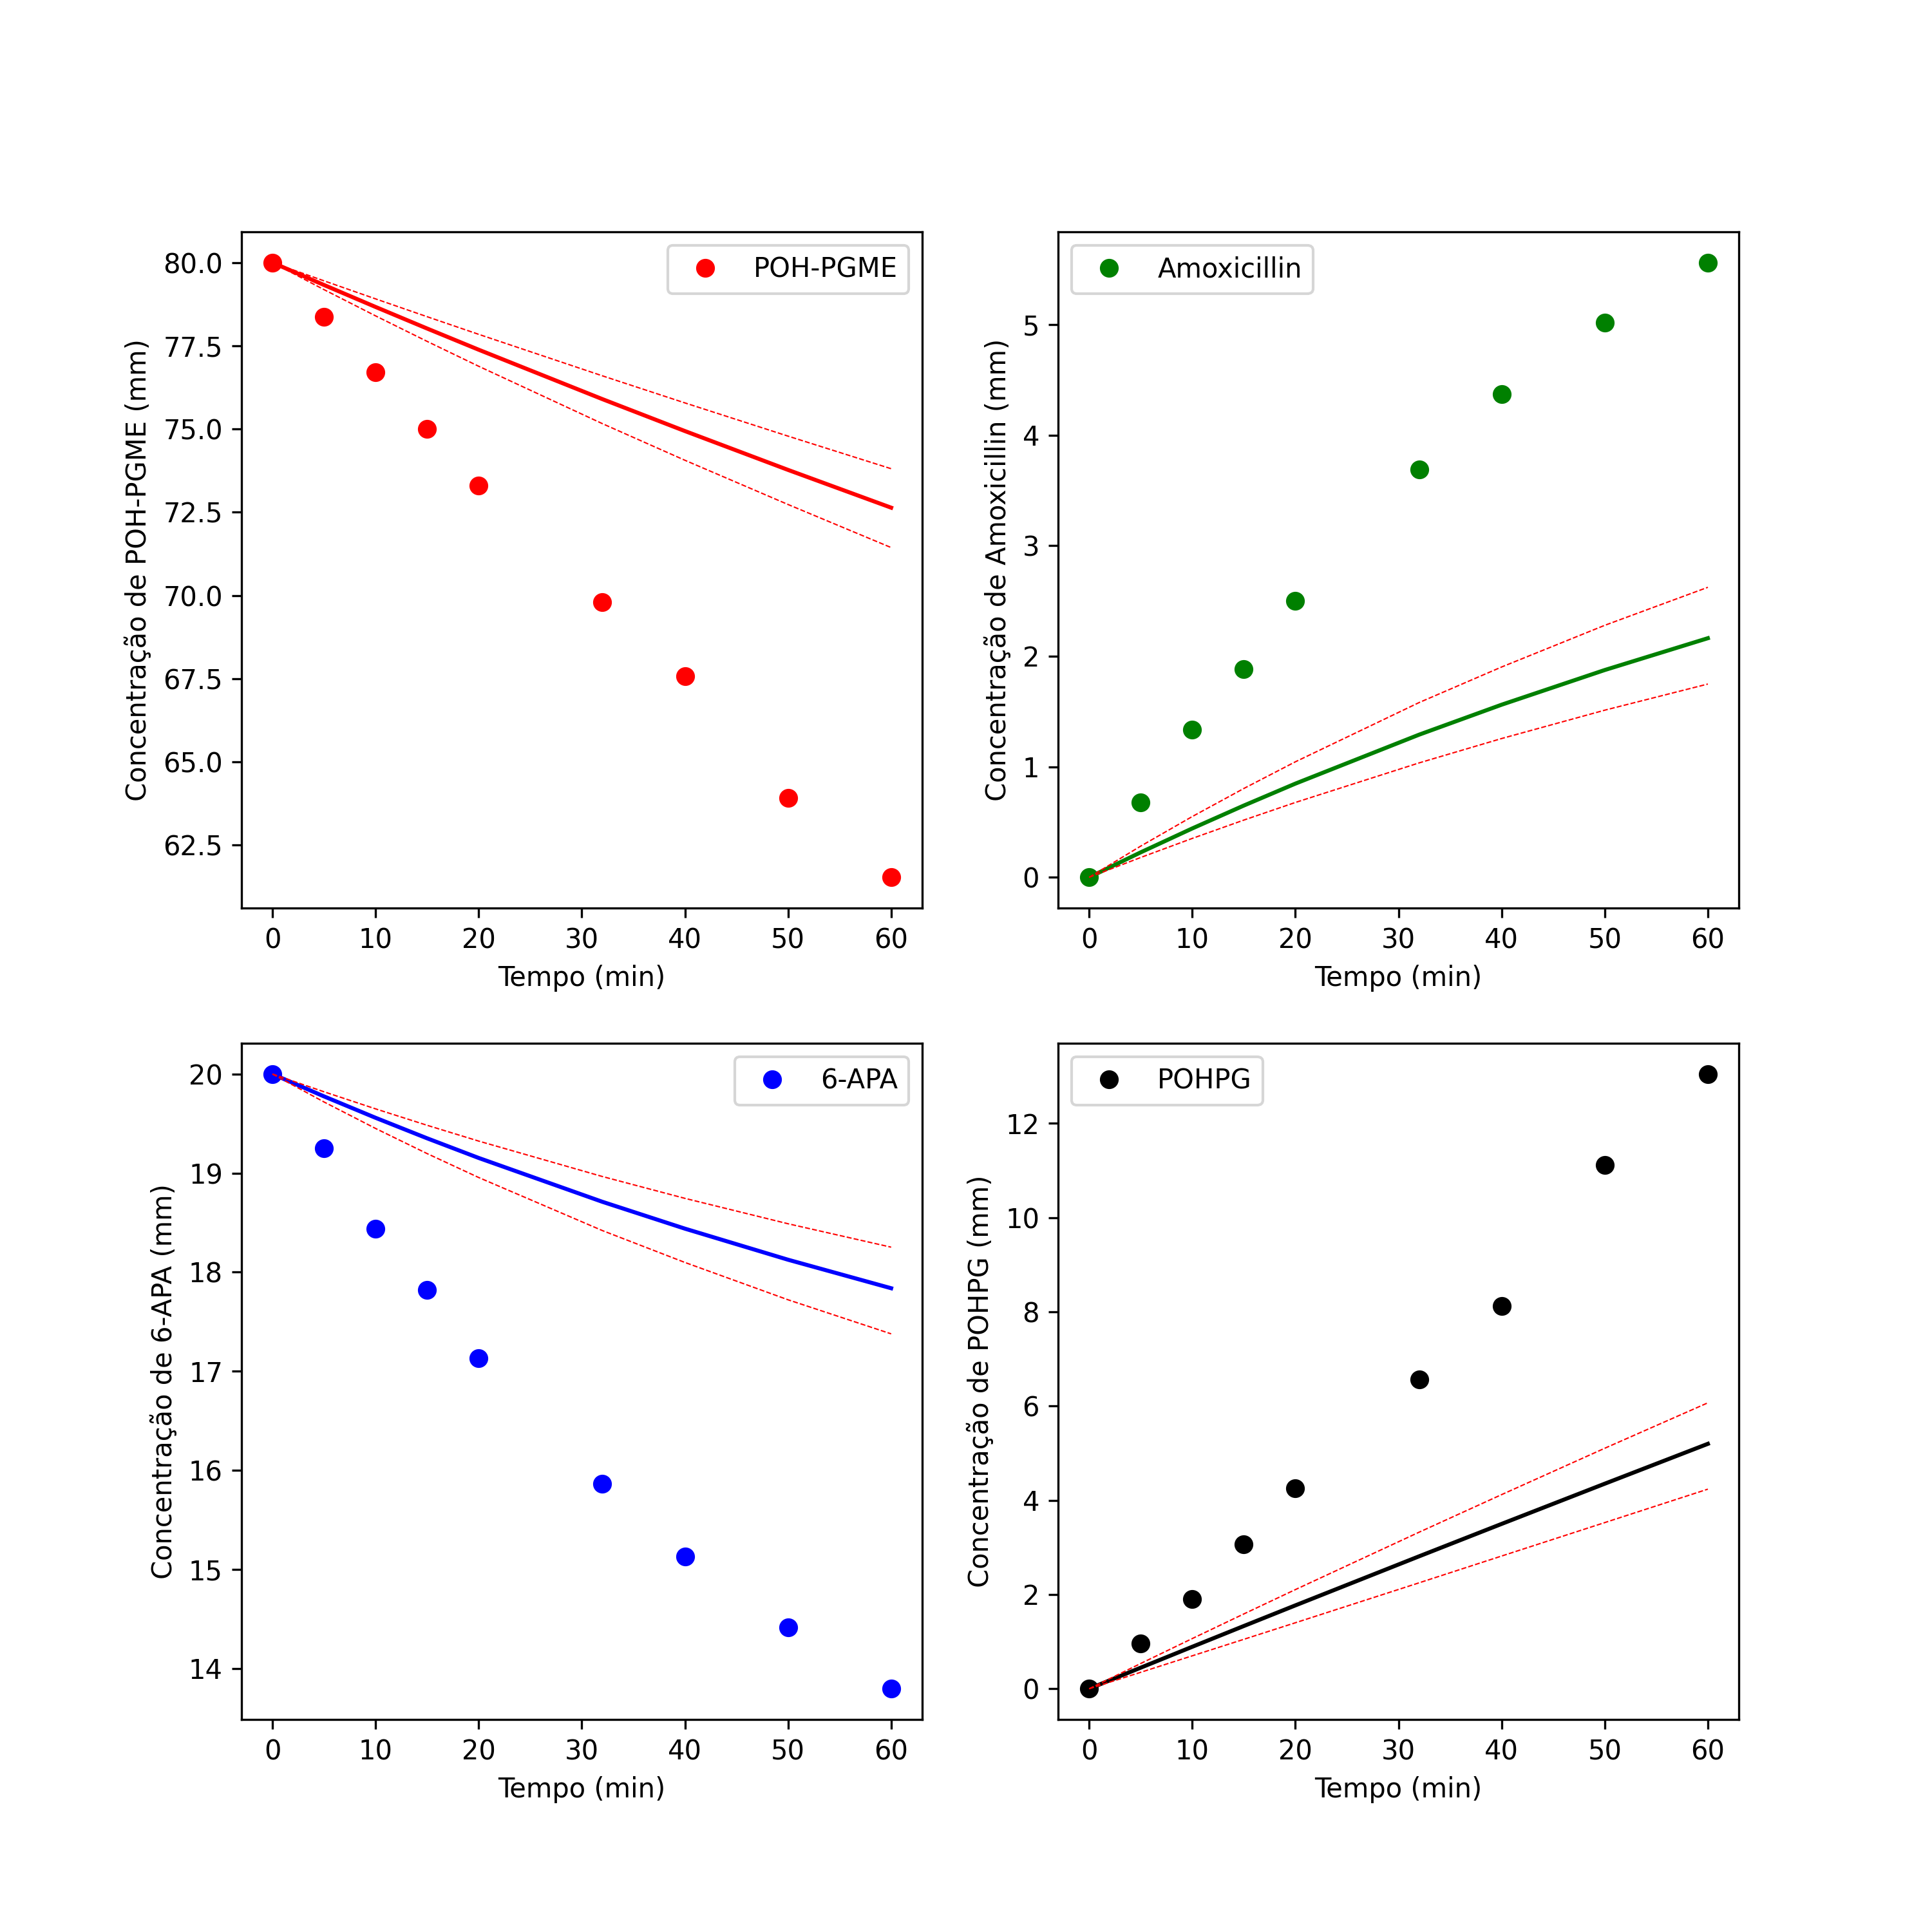 POH-PGME
80.0
77.5
75.0
72.5
70.0
67.5
65.0
62.5
Concentração de POH-PGME (mm)
0 10 20 30 40 50 60
Tempo (min)
Amoxicillin
5
4
3
2
1
0
Concentração de Amoxicillin (mm)
0 10 20 30 40 50 60
Tempo (min)
6-APA
20
19
18
17
16
15
14
Concentração de 6-APA (mm)
0 10 20 30 40 50 60
Tempo (min)
POHPG
12
10
8
6
4
2
0
Concentração de POHPG (mm)
0 10 20 30 40 50 60
Tempo (min)